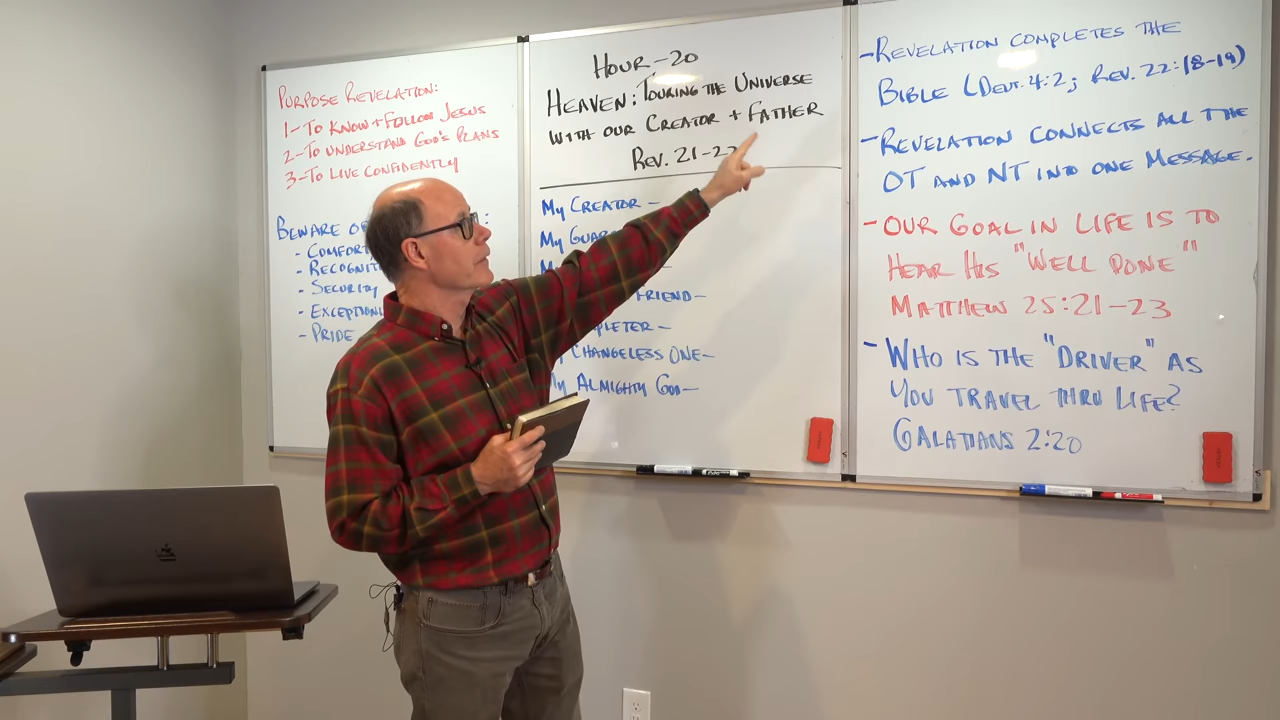 Purpose Revelation:
1-To Know + Follow Jesus
2-To understand God's Plans
3-To live confidently
Beware of
- Comfort
- Recogniti
- Security
- Exception
- Pride
Hour-20
Heaven: Touring the Universe
with our Creator + Father
Rev. 21-22
My Creator -
My Guar
Friend-
pleter -
My Changeless One-
My Almighty God-
-Revelation completes the
Bible (Deut. 4:2; Rev. 22:18-19)
-Revelation connects all the
OT and NT into one Message.
-Our Goal in Life is to
Hear His "Well Done"
Matthew 25:21-23
-Who is the "Driver" as
you travel thru life?
Galatians 2:20